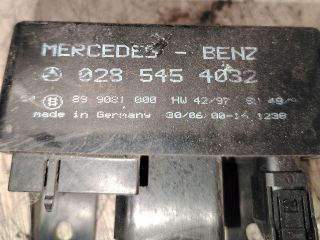 MERCEDES - BENZ
028 545 4032
89 9081 000 HW 42/97 48/
made in Germany 30/06/00-14 1238